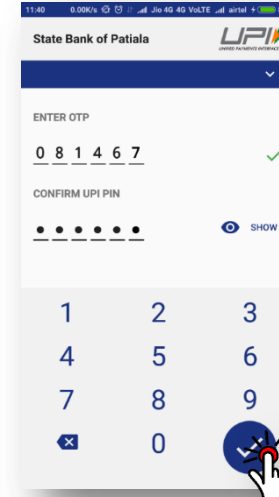 11:40 0.00K/s Jio 4G 4G VoLTE airtel
State Bank of Patiala
UPI
UNIFIED PAYMENTS INTERFACE
ENTER OTP
0 8 1 4 6 7
CONFIRM UPI PIN
SHOW
1 2 3
4 5 6
7 8 9
0